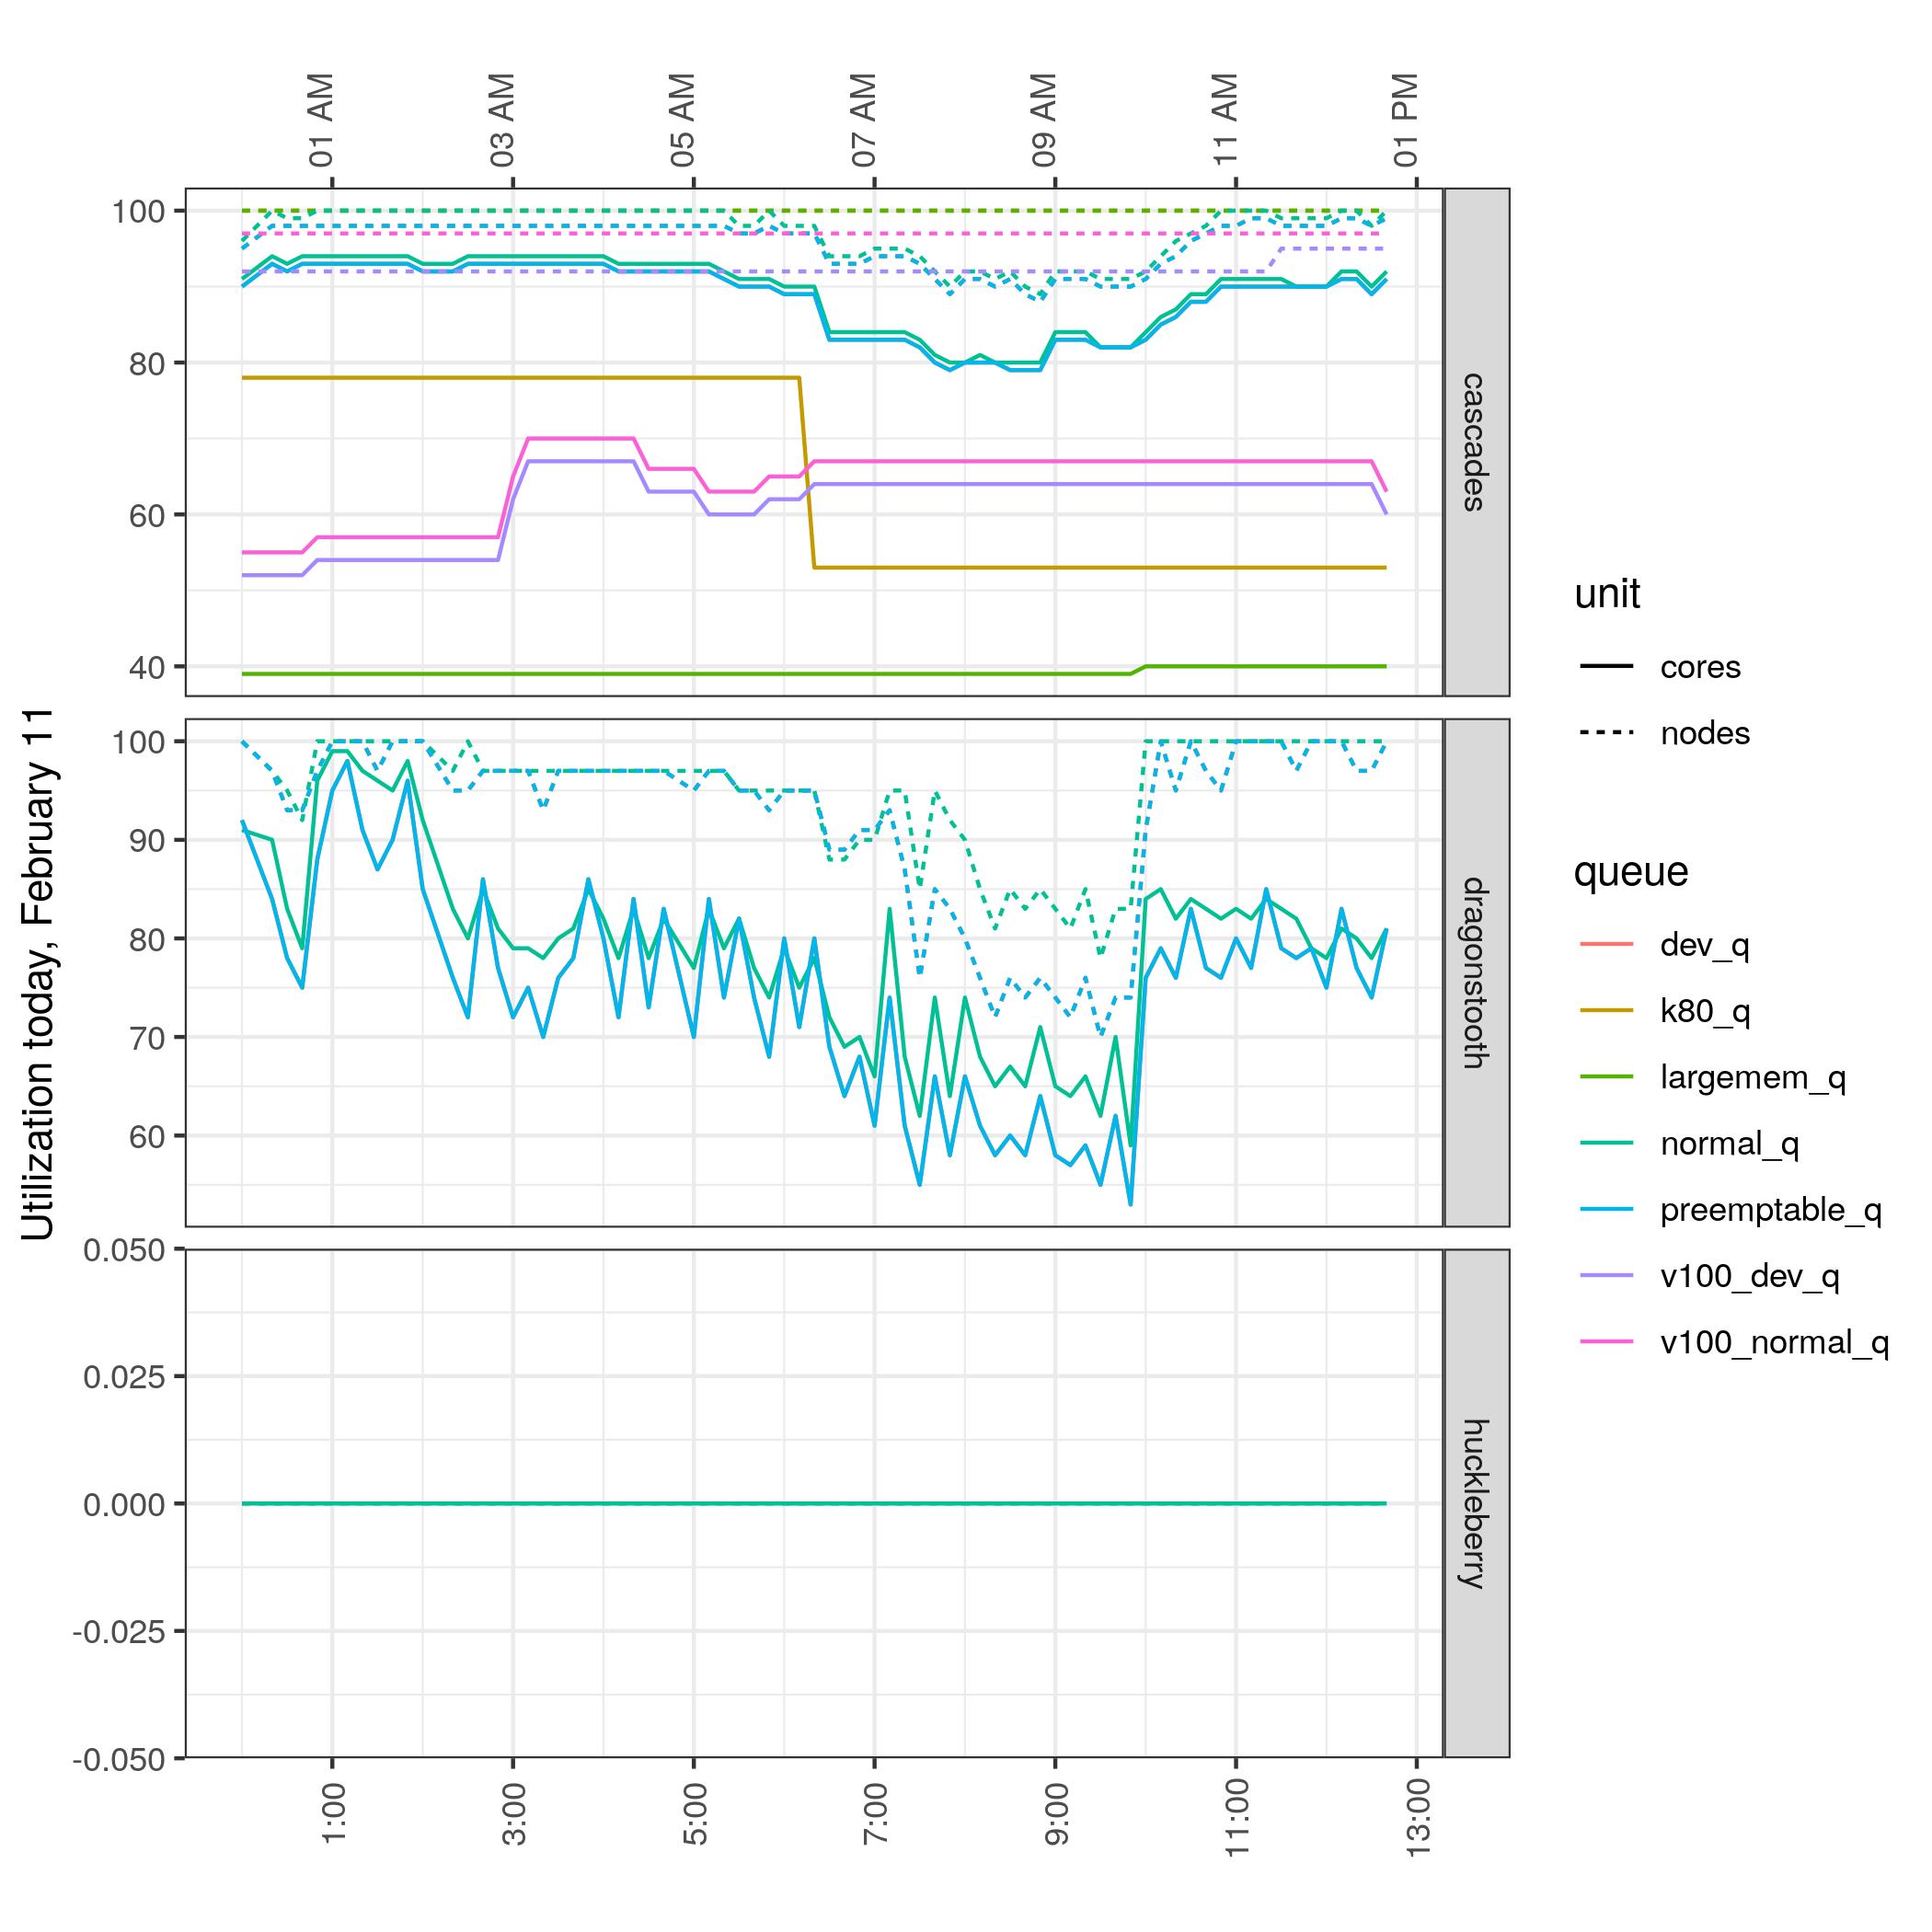 01 AM
03 AM
05 AM
07 AM
09 AM
11 AM
01 PM
Utilization today, February 11
100
80
60
40
cascades
100
90
80
70
60
dragonstooth
0.050
0.025
0.000
-0.025
-0.050
huckleberry
1:00
3:00
5:00
7:00
9:00
11:00
13:00
unit
cores
nodes
queue
dev_q
k80_q
largemem_q
normal_q
preemptable_q
v100_dev_q
v100_normal_q